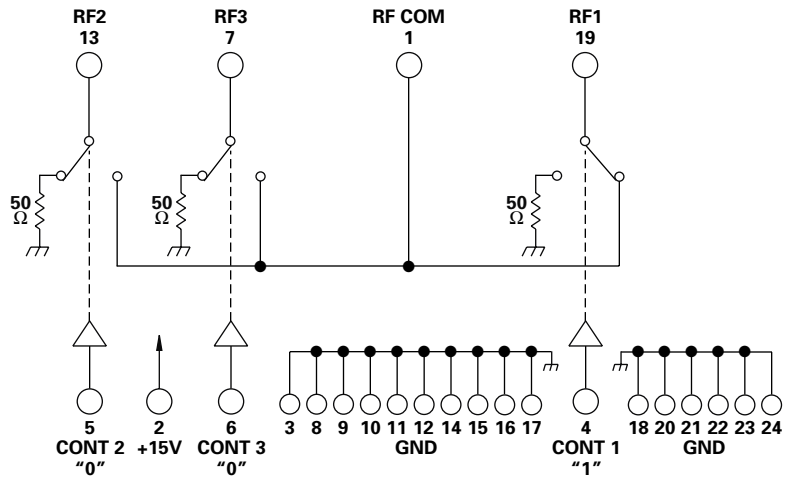 RF2 RF3 RF COM RF1
13 7 1 19
50 50 50
Ω Ω Ω
5 2 6 3 8 9 10 11 12 14 15 16 17 4 18 20 21 22 23 24
CONT 2 +15V CONT 3 GND CONT 1 GND
“0” “0” “1”